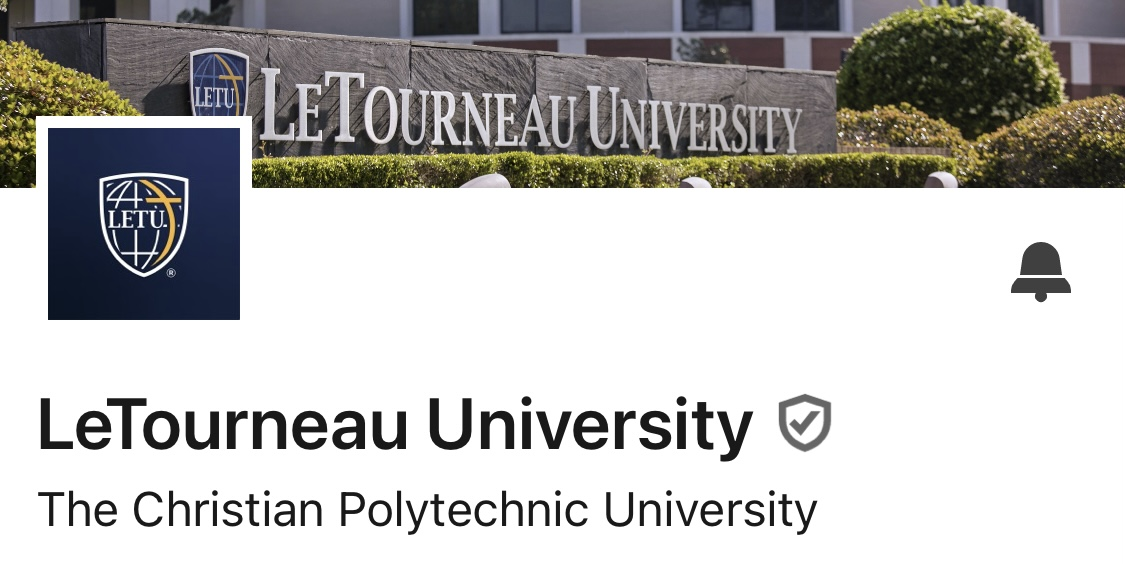 LETU
LETOURNEAU UNIVERSITY
LETU
®
LeTourneau University
The Christian Polytechnic University